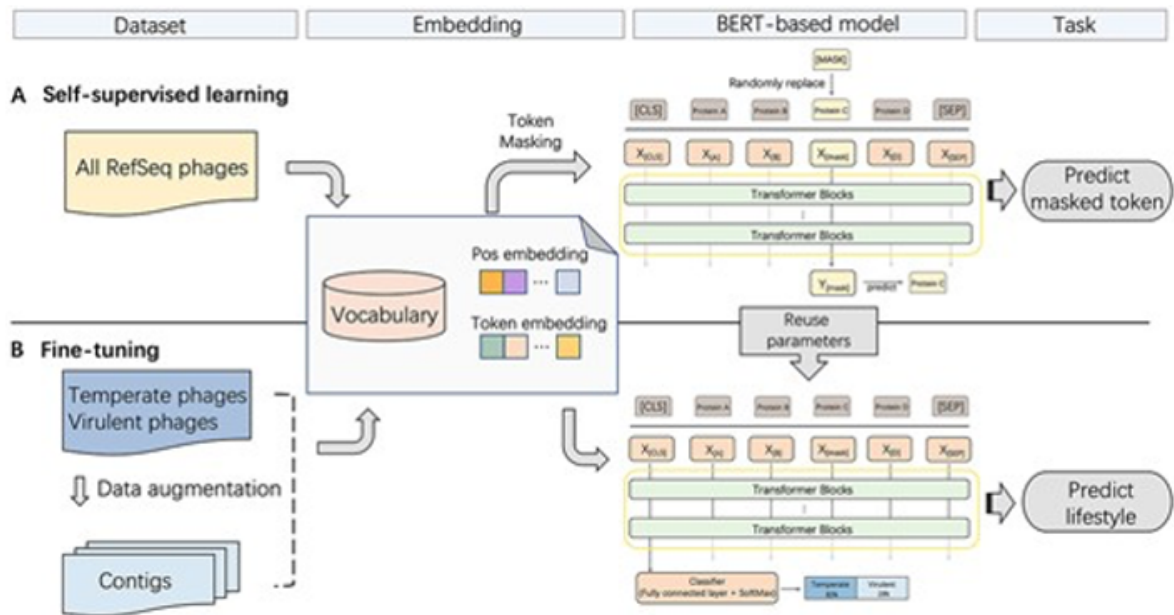 Dataset
Embedding
BERT-based model
Task
A Self-supervised learning
All RefSeq phages
Token
Masking
[MASK]
Randomly replace
[CLS] Protein A Protein B Protein C Protein D [SEP]
X[CLS] X[A] X[B] X[mask] X[D] X[SEP]
Transformer Blocks
Transformer Blocks
Y[mask] predict Protein C
Predict
masked token
Vocabulary
Pos embedding
...
Token embedding
...
Reuse
parameters
B Fine-tuning
Temperate phages
Virulent phages
Data augmentation
Contigs
[CLS] Protein A Protein B Protein C Protein D [SEP]
X[CLS] X[A] X[B] X[mask] X[D] X[SEP]
Transformer Blocks
Transformer Blocks
Classifier
(Fully connected layer + SoftMax)
Temperate
Virulent
Predict
lifestyle